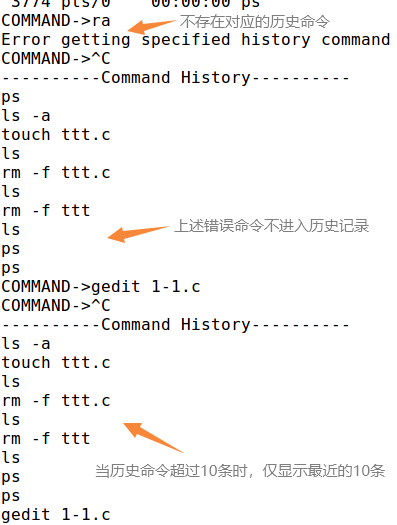 3774 pts/0    00:00:00 ps
COMMAND->ra
不存在对应的历史命令
Error getting specified history command
COMMAND->^C
----------Command History----------
ps
ls -a
touch ttt.c
ls
rm -f ttt.c
ls
rm -f ttt
上述错误命令不进入历史记录
ls
ps
ps
COMMAND->gedit 1-1.c
COMMAND->^C
----------Command History----------
ls -a
touch ttt.c
ls
rm -f ttt.c
ls
rm -f ttt
ls
当历史命令超过10条时，仅显示最近的10条
ps
ps
gedit 1-1.c